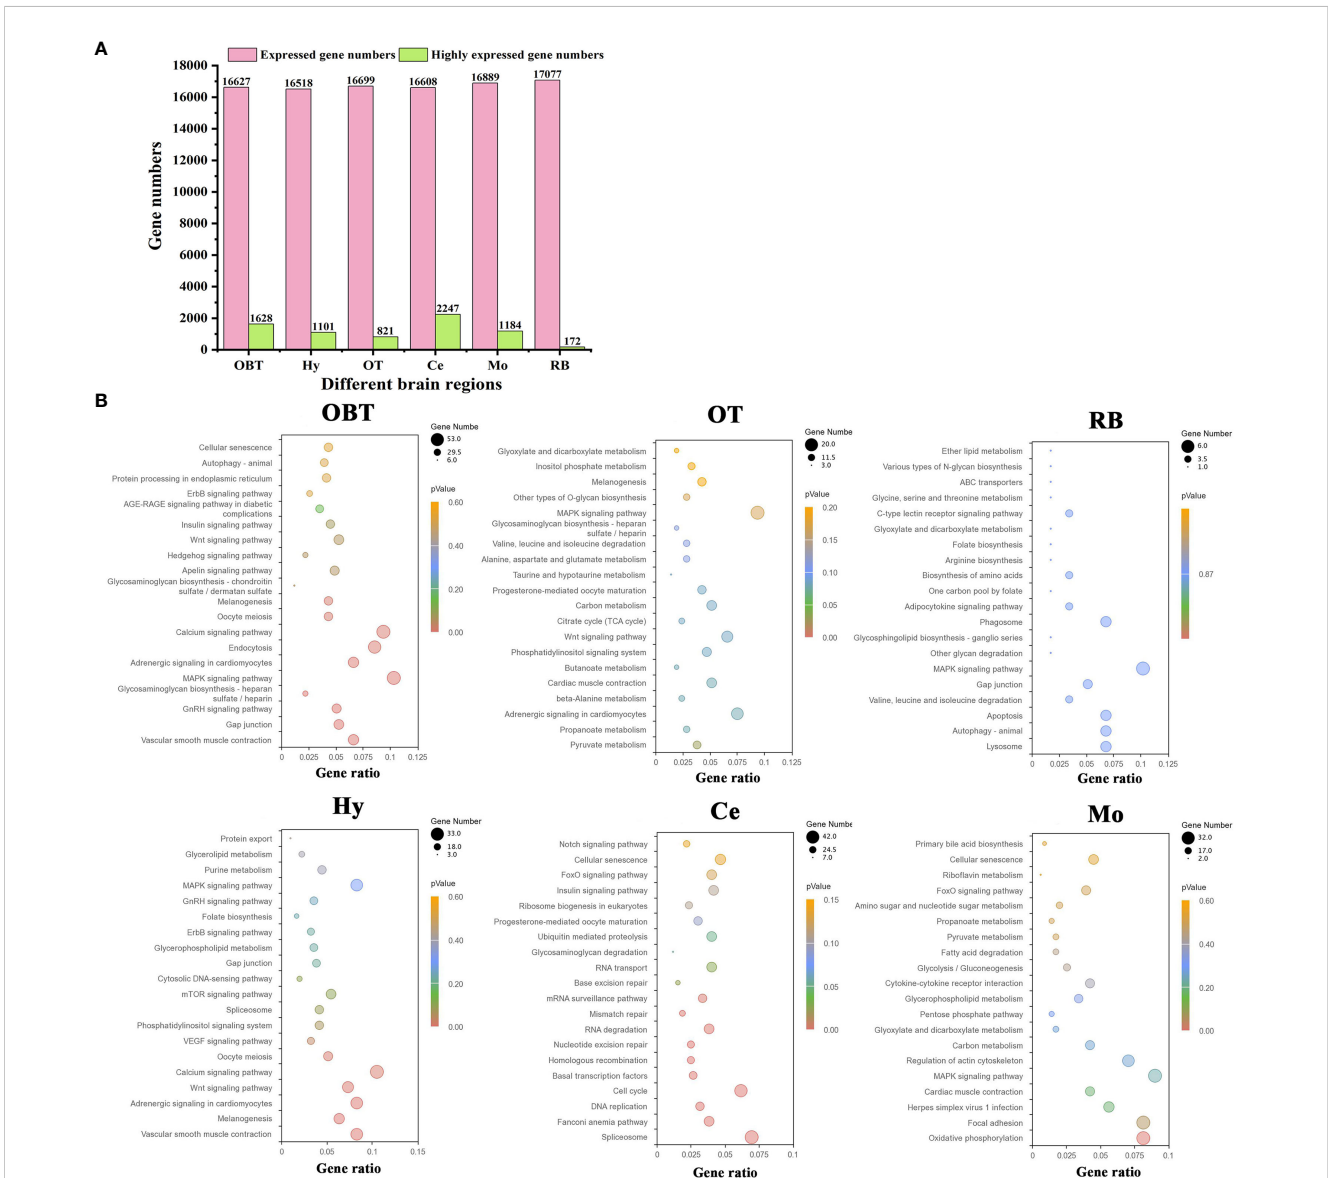 A
Expressed gene numbers
Highly expressed gene numbers
18000
16000
14000
12000
10000
8000
6000
4000
2000
0
Gene numbers
16627
16518
16699
16608
16889
17077
1628
1101
821
2247
1184
172
OBT
Hy
OT
Ce
Mo
RB
Different brain regions
B
OBT
Cellular senescence
Autophagy - animal
Protein processing in endoplasmic reticulum
ErbB signaling pathway
AGE-RAGE signaling pathway in diabetic
complications
Insulin signaling pathway
Wnt signaling pathway
Hedgehog signaling pathway
Apelin signaling pathway
Glycosaminoglycan biosynthesis - chondroitin
sulfate / dermatan sulfate
Melanogenesis
Oocyte meiosis
Calcium signaling pathway
Endocytosis
Adrenergic signaling in cardiomyocytes
MAPK signaling pathway
Glycosaminoglycan biosynthesis - heparan
sulfate / heparin
GnRH signaling pathway
Gap junction
Vascular smooth muscle contraction
0 0.025 0.05 0.075 0.1 0.125
Gene ratio
Gene Number
53.0
29.5
6.0
pValue
0.60
0.40
0.20
0.00
OT
Glyoxylate and dicarboxylate metabolism
Inositol phosphate metabolism
Melanogenesis
Other types of O-glycan biosynthesis
MAPK signaling pathway
Glycosaminoglycan biosynthesis - heparan
sulfate / heparin
Valine, leucine and isoleucine degradation
Alanine, aspartate and glutamate metabolism
Taurine and hypotaurine metabolism
Progesterone-mediated oocyte maturation
Carbon metabolism
Citrate cycle (TCA cycle)
Wnt signaling pathway
Phosphatidylinositol signaling system
Butanoate metabolism
Cardiac muscle contraction
beta-Alanine metabolism
Adrenergic signaling in cardiomyocytes
Propanoate metabolism
Pyruvate metabolism
0 0.025 0.05 0.075 0.1 0.125
Gene ratio
Gene Numbe
20.0
11.5
3.0
pValue
0.20
0.15
0.10
0.05
0.00
RB
Ether lipid metabolism
Various types of N-glycan biosynthesis
ABC transporters
Glycine, serine and threonine metabolism
C-type lectin receptor signaling pathway
Glyoxylate and dicarboxylate metabolism
Folate biosynthesis
Arginine biosynthesis
Biosynthesis of amino acids
One carbon pool by folate
Adipocytokine signaling pathway
Phagosome
Glycosphingolipid biosynthesis - ganglio series
Other glycan degradation
MAPK signaling pathway
Gap junction
Valine, leucine and isoleucine degradation
Apoptosis
Autophagy - animal
Lysosome
0 0.025 0.05 0.075 0.1 0.125
Gene ratio
Gene Number
6.0
3.5
1.0
pValue
0.87
Hy
Protein export
Glycerolipid metabolism
Purine metabolism
MAPK signaling pathway
GnRH signaling pathway
Folate biosynthesis
ErbB signaling pathway
Glycerophospholipid metabolism
Gap junction
Cytosolic DNA-sensing pathway
mTOR signaling pathway
Spliceosome
Phosphatidylinositol signaling system
VEGF signaling pathway
Oocyte meiosis
Calcium signaling pathway
Wnt signaling pathway
Adrenergic signaling in cardiomyocytes
Melanogenesis
Vascular smooth muscle contraction
0 0.05 0.1 0.15
Gene ratio
Gene Number
33.0
18.0
3.0
pValue
0.60
0.40
0.20
0.00
Ce
Notch signaling pathway
Cellular senescence
FoxO signaling pathway
Insulin signaling pathway
Ribosome biogenesis in eukaryotes
Progesterone-mediated oocyte maturation
Ubiquitin mediated proteolysis
Glycosaminoglycan degradation
RNA transport
Base excision repair
mRNA surveillance pathway
Mismatch repair
RNA degradation
Nucleotide excision repair
Homologous recombination
Basal transcription factors
Cell cycle
DNA replication
Fanconi anemia pathway
Spliceosome
0 0.025 0.05 0.075 0.1
Gene ratio
Gene Numbe
42.0
24.5
7.0
pValue
0.15
0.10
0.05
0.00
Mo
Primary bile acid biosynthesis
Cellular senescence
Riboflavin metabolism
FoxO signaling pathway
Amino sugar and nucleotide sugar metabolism
Propanoate metabolism
Pyruvate metabolism
Fatty acid degradation
Glycolysis / Gluconeogenesis
Cytokine-cytokine receptor interaction
Glycerophospholipid metabolism
Pentose phosphate pathway
Glyoxylate and dicarboxylate metabolism
Carbon metabolism
Regulation of actin cytoskeleton
MAPK signaling pathway
Cardiac muscle contraction
Herpes simplex virus 1 infection
Focal adhesion
Oxidative phosphorylation
0 0.025 0.05 0.075 0.1
Gene ratio
Gene Number
32.0
17.0
2.0
pValue
0.60
0.40
0.20
0.00